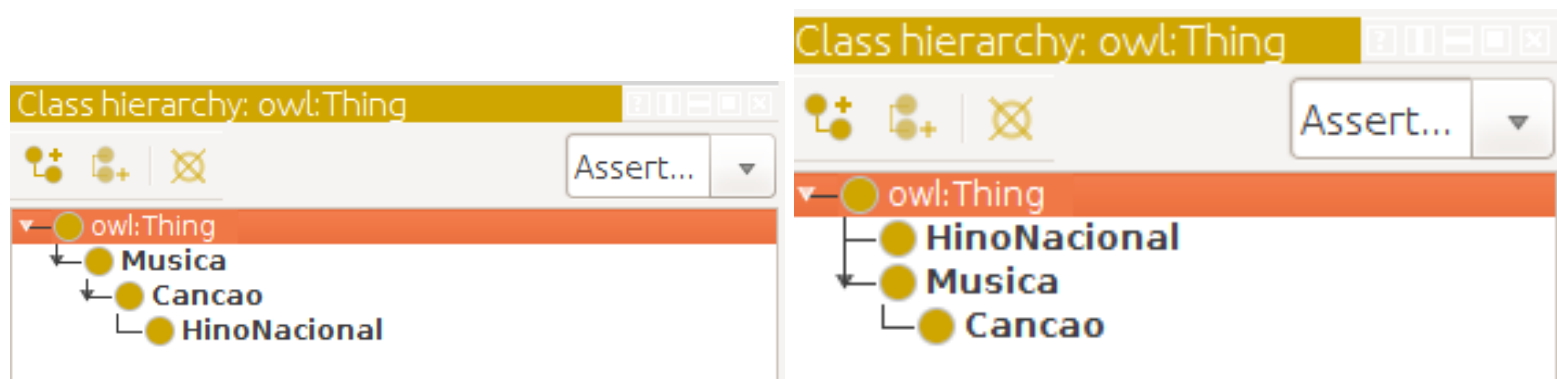 Class hierarchy: owl:Thing
Assert...
owl:Thing
Musica
Cancao
HinoNacional
Class hierarchy: owl:Thing
Assert...
owl:Thing
HinoNacional
Musica
Cancao